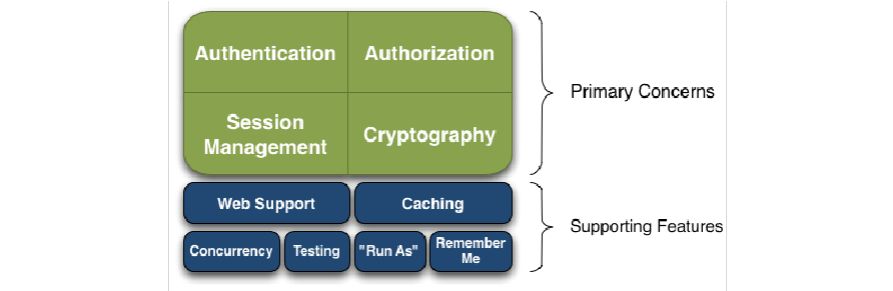 Authentication
Authorization
Primary Concerns
Session
Management
Cryptography
Web Support
Caching
Supporting Features
Concurrency
Testing
"Run As"
Remember
Me